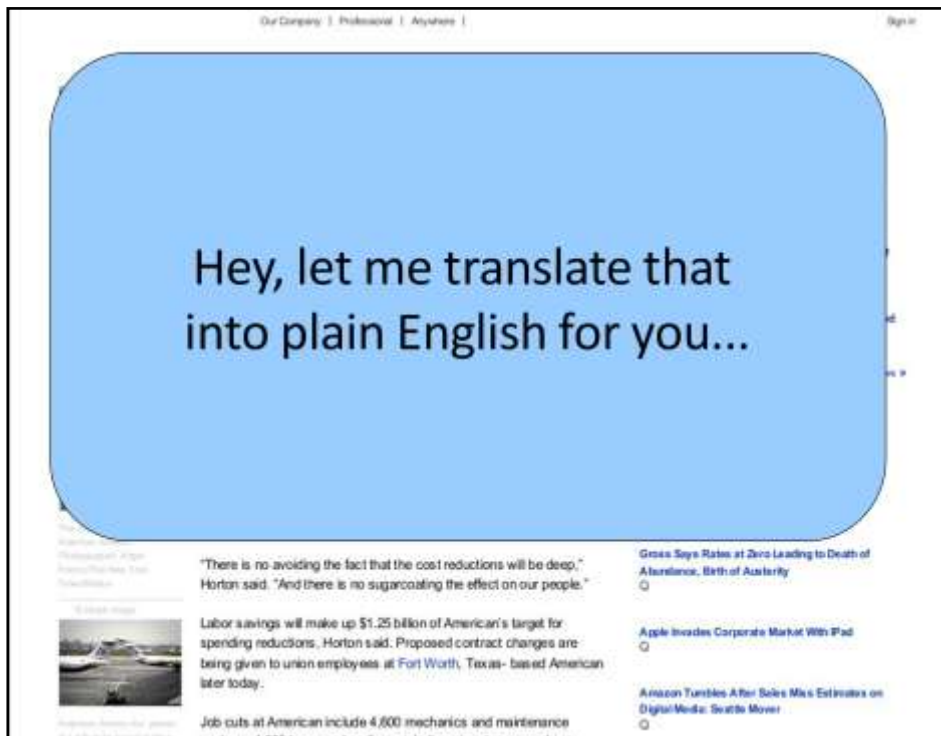 Our Company | Professional | Anywhere |
Sign in
Hey, let me translate that
into plain English for you...
"There is no avoiding the fact that the cost reductions will be deep,"
Horton said. "And there is no sugarcoating the effect on our people."
Labor savings will make up $1.25 billion of American's target for
spending reductions, Horton said. Proposed contract changes are
being given to union employees at Fort Worth, Texas- based American
later today.
Job cuts at American include 4,600 mechanics and maintenance
Gross Says Rates at Zero Leading to Death of
Abundance, Birth of Austerity
Q
Apple Invades Corporate Market With iPad
Q
Amazon Tumbles After Sales Miss Estimates on
Digital Media: Seattle Mover
Q